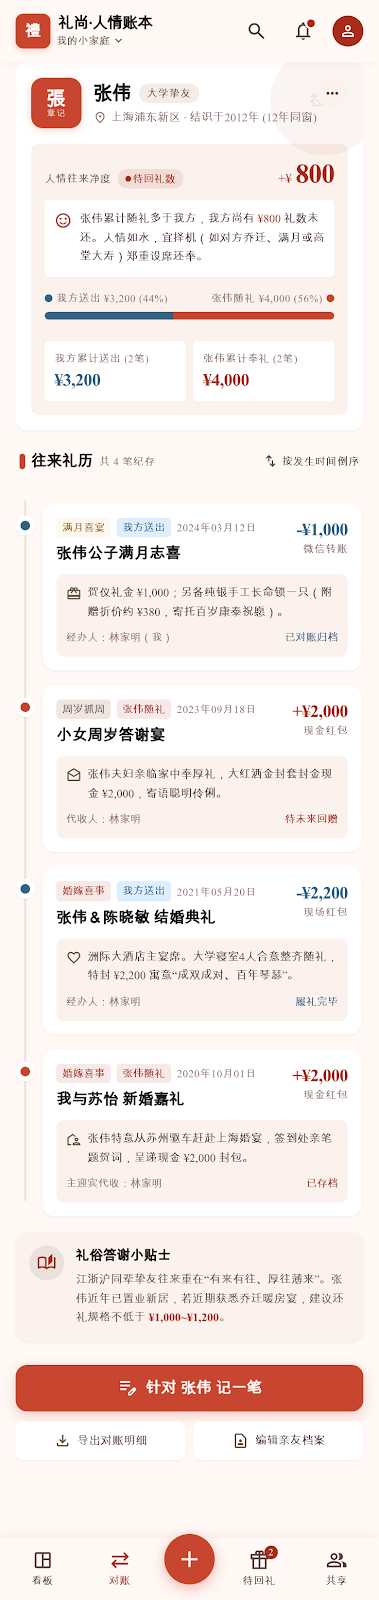 禮
礼尚·人情账本
我的小家庭
張
章记
张伟
大学挚友
上海浦东新区 · 结识于2012年 (12年同窗)
人情往来净度
待回礼数
+¥ 800
张伟累计随礼多于我方，我方尚有 ¥800 礼数未
还。人情如水，宜择机（如对方乔迁、满月或高
堂大寿）郑重设席还奉。
我方送出 ¥3,200 (44%)
张伟随礼 ¥4,000 (56%)
我方累计送出 (2笔)
¥3,200
张伟累计奉礼 (2笔)
¥4,000
往来礼历
共 4 笔纪存
按发生时间倒序
满月喜宴
我方送出
2024年03月12日
-¥1,000
微信转账
张伟公子满月志喜
贺仪礼金 ¥1,000；另备纯银手工长命锁一只（附
赠折价约 ¥380，寄托百岁康泰祝愿）。
经办人：林家明（我）
已对账归档
周岁抓周
张伟随礼
2023年09月18日
+¥2,000
现金红包
小女周岁答谢宴
张伟夫妇亲临家中奉厚礼，大红洒金封套封金现
金 ¥2,000，寄语聪明伶俐。
代收人：林家明
待未来回赠
婚嫁喜事
我方送出
2021年05月20日
-¥2,200
现场红包
张伟＆陈晓敏 结婚典礼
洲际大酒店主宴席。大学寝室4人合意整齐随礼，
特封 ¥2,200 寓意“成双成对、百年琴瑟”。
经办人：林家明
履礼完毕
婚嫁喜事
张伟随礼
2020年10月01日
+¥2,000
现金红包
我与苏怡 新婚嘉礼
张伟特意从苏州驱车赶赴上海婚宴，签到处亲笔
题贺词，呈递现金 ¥2,000 封包。
主迎宾代收：林家明
已存档
礼俗答谢小贴士
江浙沪同辈挚友往来重在“有来有往、厚往薄来”。张
伟近年已置业新居，若近期获悉乔迁暖房宴，建议还
礼规格不低于 ¥1,000~¥1,200。
针对 张伟 记一笔
导出对账明细
编辑亲友档案
看板
对账
2
待回礼
共享